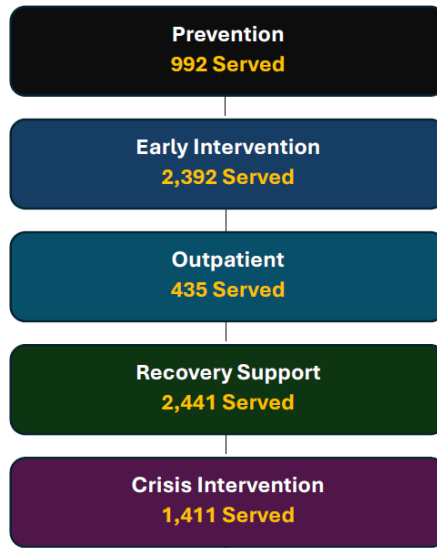 Prevention
992 Served
Early Intervention
2,392 Served
Outpatient
435 Served
Recovery Support
2,441 Served
Crisis Intervention
1,411 Served